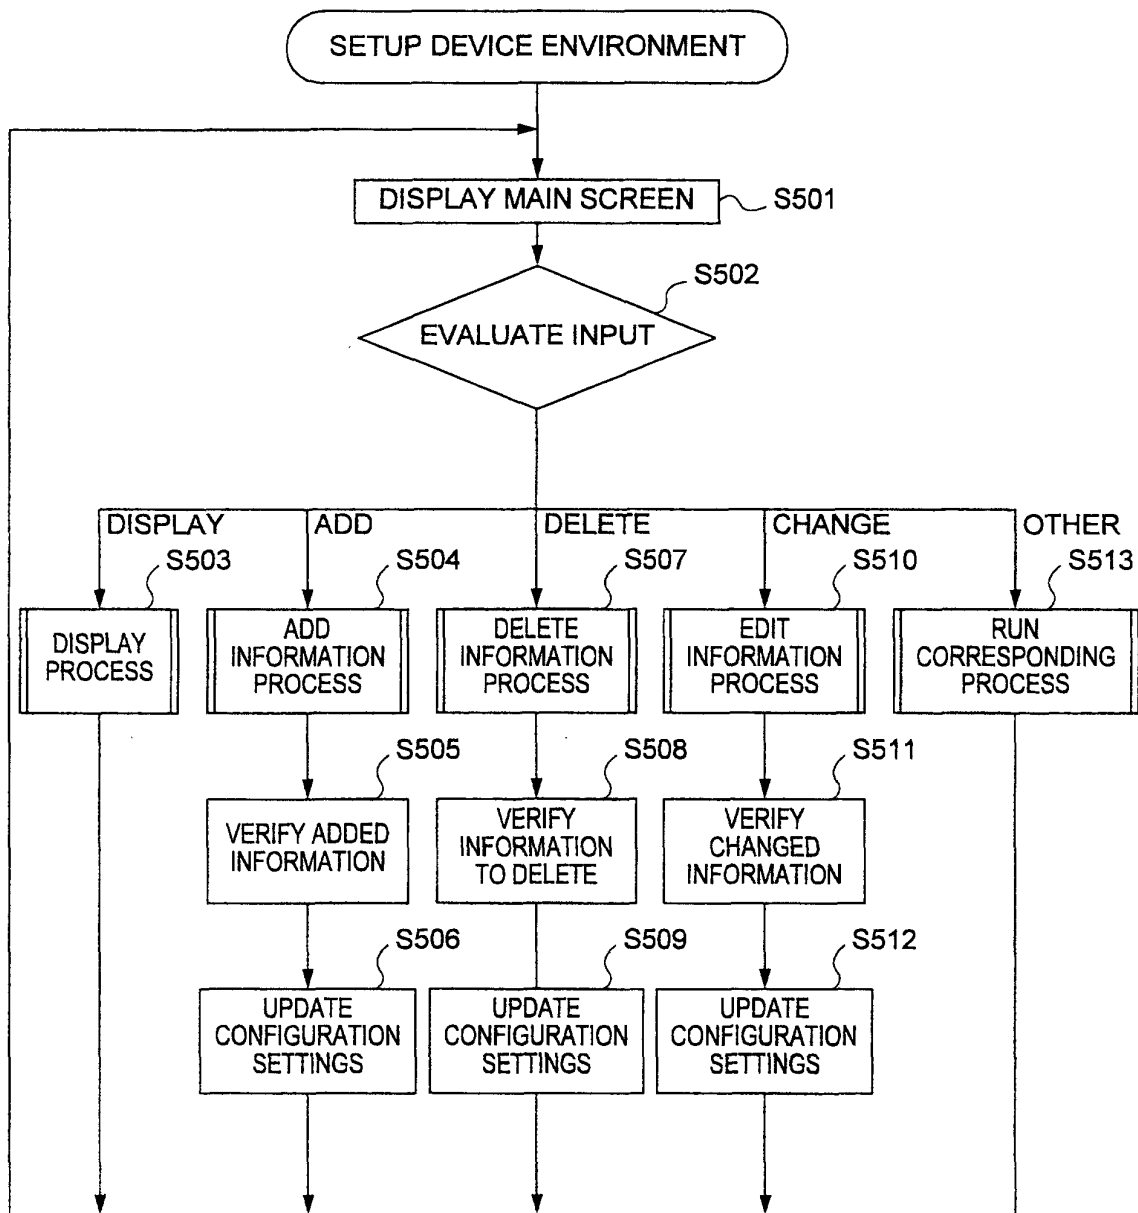 SETUP DEVICE ENVIRONMENT
DISPLAY MAIN SCREEN
S501
S502
EVALUATE INPUT
DISPLAY
ADD
DELETE
CHANGE
OTHER
S503
S504
S507
S510
S513
DISPLAY
PROCESS
ADD
INFORMATION
PROCESS
DELETE
INFORMATION
PROCESS
EDIT
INFORMATION
PROCESS
RUN
CORRESPONDING
PROCESS
S505
S508
S511
VERIFY ADDED
INFORMATION
VERIFY
INFORMATION
TO DELETE
VERIFY
CHANGED
INFORMATION
S506
S509
S512
UPDATE
CONFIGURATION
SETTINGS
UPDATE
CONFIGURATION
SETTINGS
UPDATE
CONFIGURATION
SETTINGS